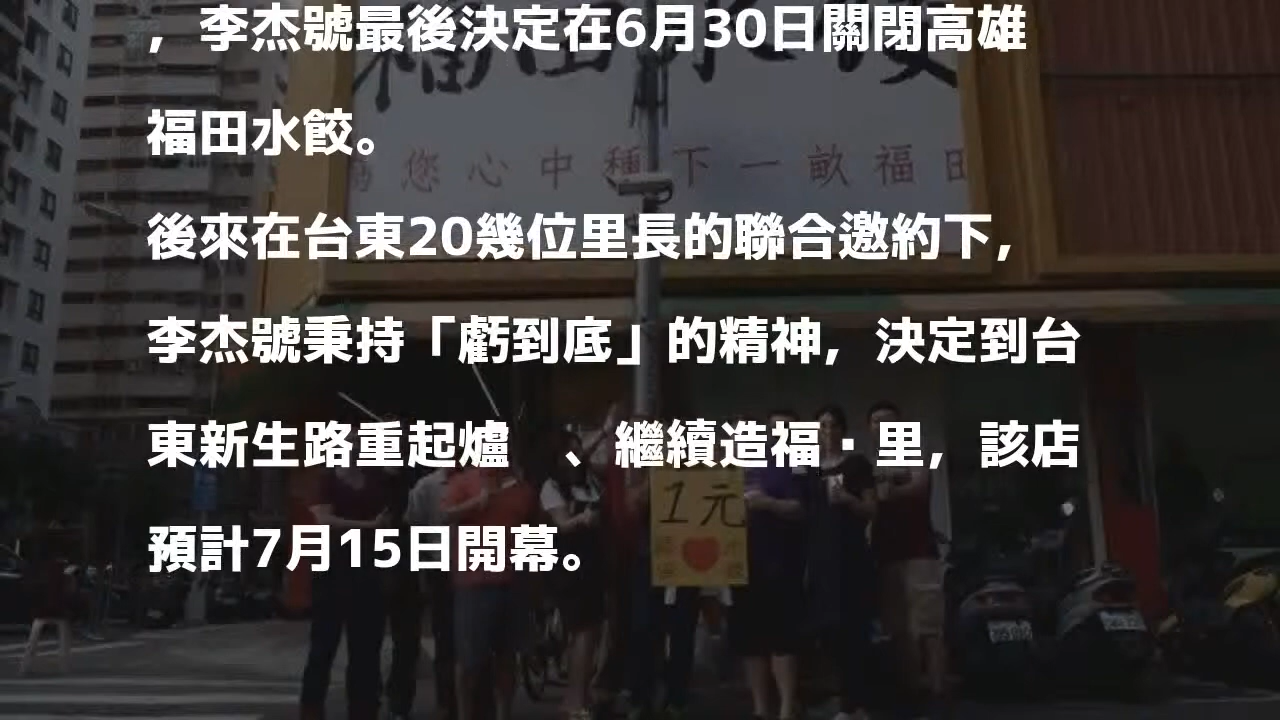 ，李杰號最後決定在6月30日關閉高雄
福田水餃。
您心中種下一畝福田
後來在台東20幾位里長的聯合邀約下，
李杰號秉持「虧到底」的精神，決定到台
東新生路重起爐　、繼續造福·里，該店
1元
預計7月15日開幕。